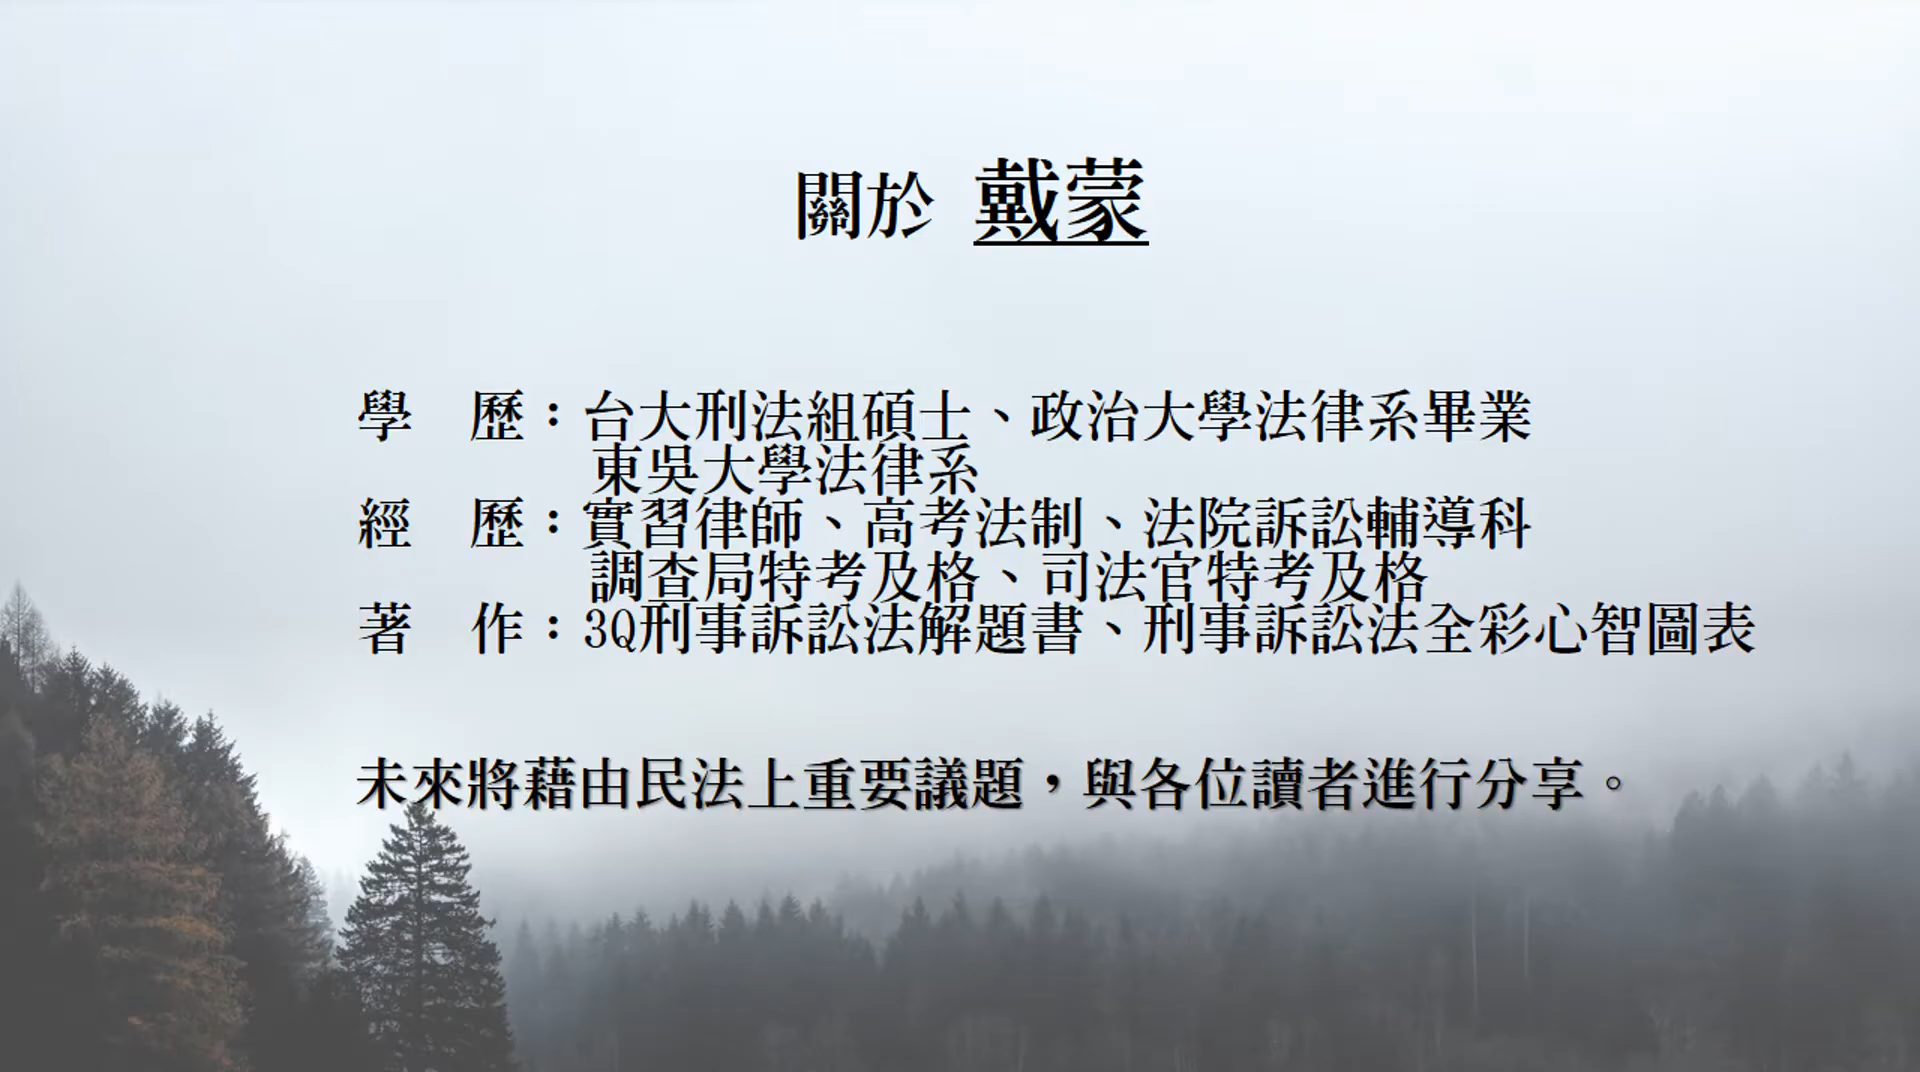 關於 戴蒙
學　歷：台大刑法組碩士、政治大學法律系畢業
東吳大學法律系
經　歷：實習律師、高考法制、法院訴訟輔導科
調查局特考及格、司法官特考及格
著　作：3Q刑事訴訟法解題書、刑事訴訟法全彩心智圖表
未來將藉由民法上重要議題，與各位讀者進行分享。